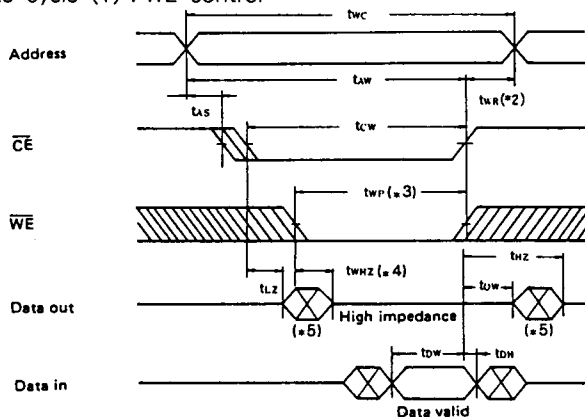 (1) : WE control
twc
Address
tAW
tAS
tWR (*2)
tCW
CE
tWP (*3)
WE
tLZ
tWHZ (*4)
tOW
tHZ
Data out
(*5)
High impedance
(*5)
tDW
tDH
Data in
Data valid